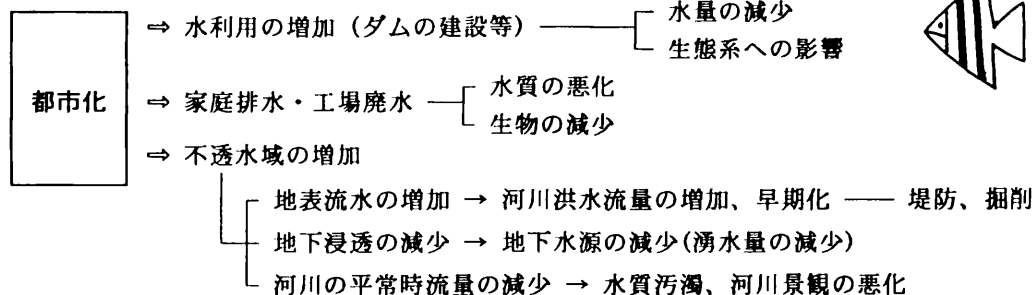 ⇒ 水利用の増加（ダムの建設等）
水量の減少
生態系への影響
都市化
⇒ 家庭排水・工場廃水
水質の悪化
生物の減少
⇒ 不透水域の増加
地表流水の増加 → 河川洪水流量の増加、早期化 ―― 堤防、掘削
地下浸透の減少 → 地下水源の減少(湧水量の減少)
河川の平常時流量の減少 → 水質汚濁、河川景観の悪化